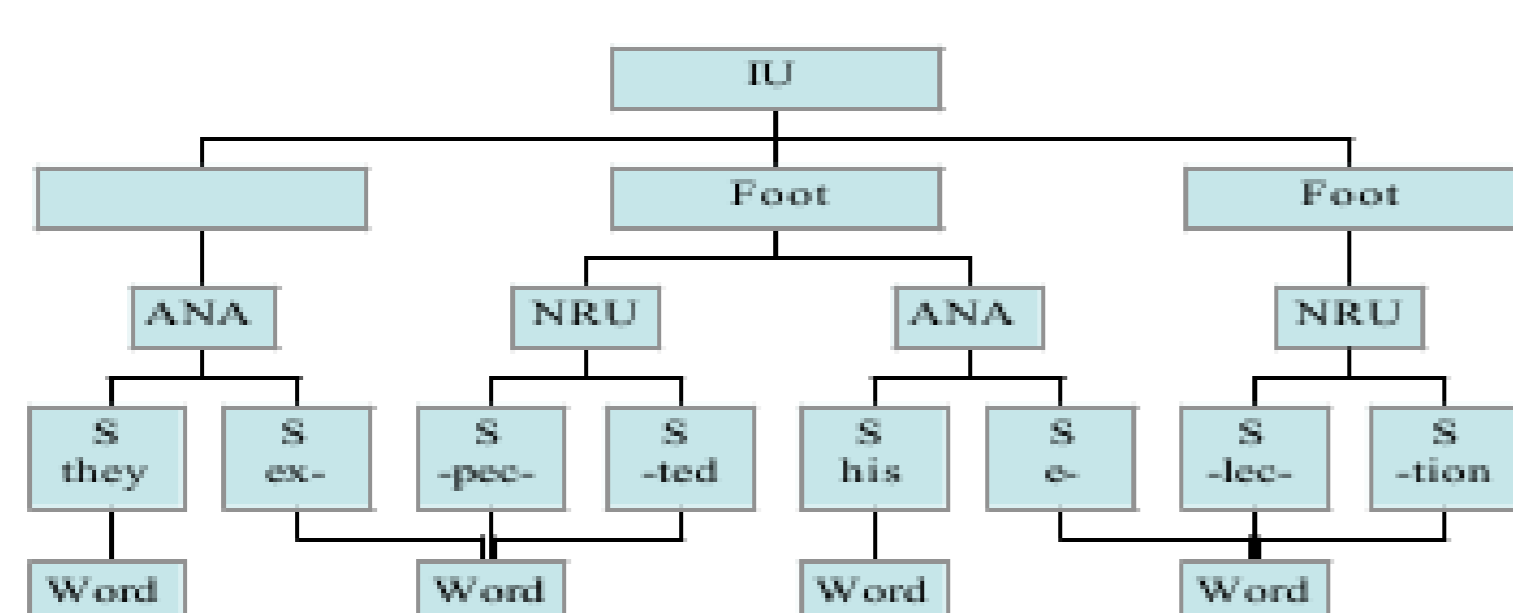 IU
Foot Foot
ANA NRU ANA NRU
S S S S S S S S
they ex- -pec- -ted his e- -lec- -tion
Word Word Word Word